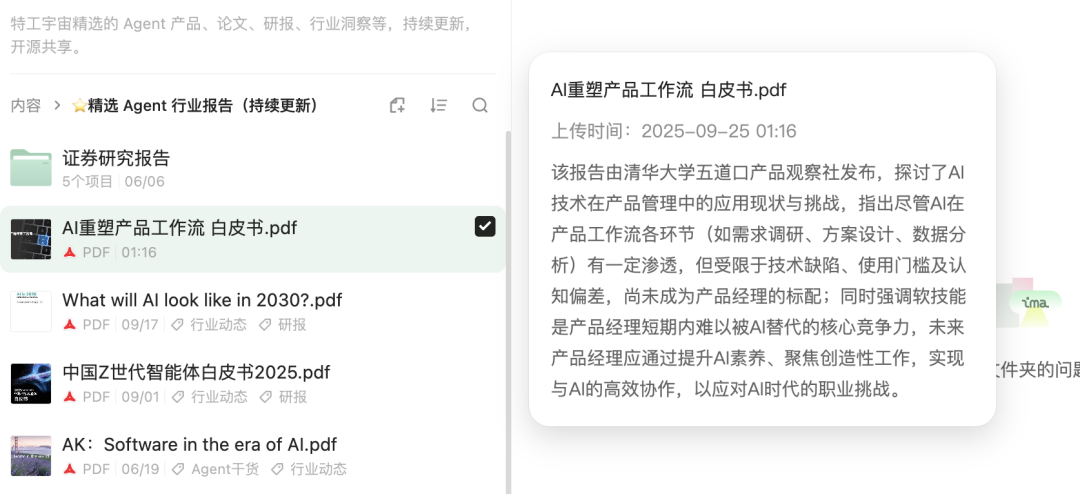 特工宇宙精选的 Agent 产品、论文、研报、行业洞察等，持续更新，
开源共享。
内容 > ⭐精选 Agent 行业报告（持续更新）
证券研究报告
5个项目 | 06/06
AI重塑产品工作流 白皮书.pdf
PDF | 01:16
What will AI look like in 2030?.pdf
PDF | 09/17 行业动态 研报
中国Z世代智能体白皮书2025.pdf
PDF | 09/01 行业动态 研报
AK：Software in the era of AI.pdf
PDF | 06/19 Agent干货 行业动态
AI重塑产品工作流 白皮书.pdf
上传时间：2025-09-25 01:16
该报告由清华大学五道口产品观察社发布，探讨了AI
技术在产品管理中的应用现状与挑战，指出尽管AI在
产品工作流各环节（如需求调研、方案设计、数据分
析）有一定渗透，但受限于技术缺陷、使用门槛及认
知偏差，尚未成为产品经理的标配；同时强调软技能
是产品经理短期内难以被AI替代的核心竞争力，未来
产品经理应通过提升AI素养、聚焦创造性工作，实现
与AI的高效协作，以应对AI时代的职业挑战。
ima
件夹的问题